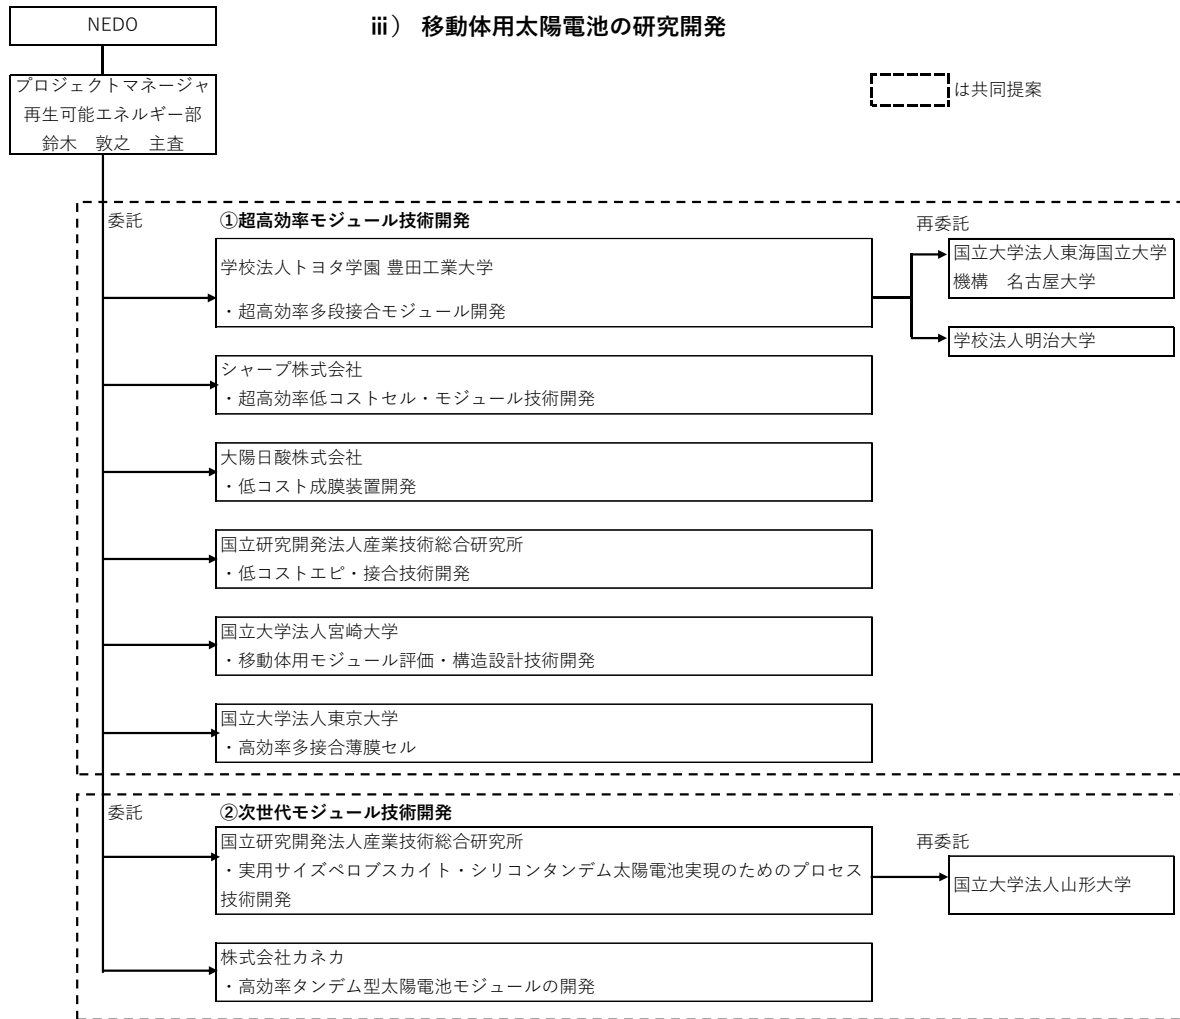 NEDO
ⅲ） 移動体用太陽電池の研究開発
プロジェクトマネージャ
再生可能エネルギー部
鈴木　敦之　主査
は共同提案
委託
①超高効率モジュール技術開発
再委託
学校法人トヨタ学園 豊田工業大学
・超高効率多段接合モジュール開発
国立大学法人東海国立大学
機構　名古屋大学
学校法人明治大学
シャープ株式会社
・超高効率低コストセル・モジュール技術開発
大陽日酸株式会社
・低コスト成膜装置開発
国立研究開発法人産業技術総合研究所
・低コストエピ・接合技術開発
国立大学法人宮崎大学
・移動体用モジュール評価・構造設計技術開発
国立大学法人東京大学
・高効率多接合薄膜セル
委託
②次世代モジュール技術開発
再委託
国立研究開発法人産業技術総合研究所
・実用サイズペロブスカイト・シリコンタンデム太陽電池実現のためのプロセス
技術開発
国立大学法人山形大学
株式会社カネカ
・高効率タンデム型太陽電池モジュールの開発